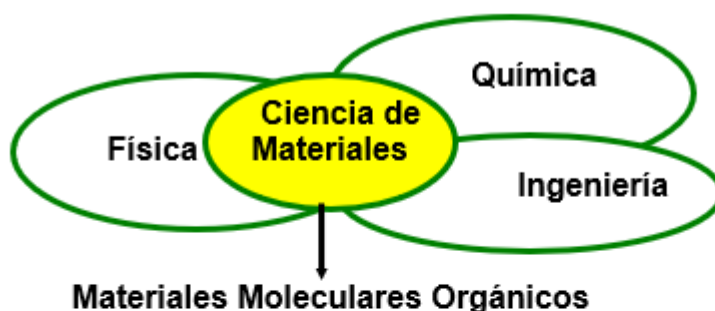 Química
Ciencia de
Materiales
Física
Ingeniería
Materiales Moleculares Orgánicos